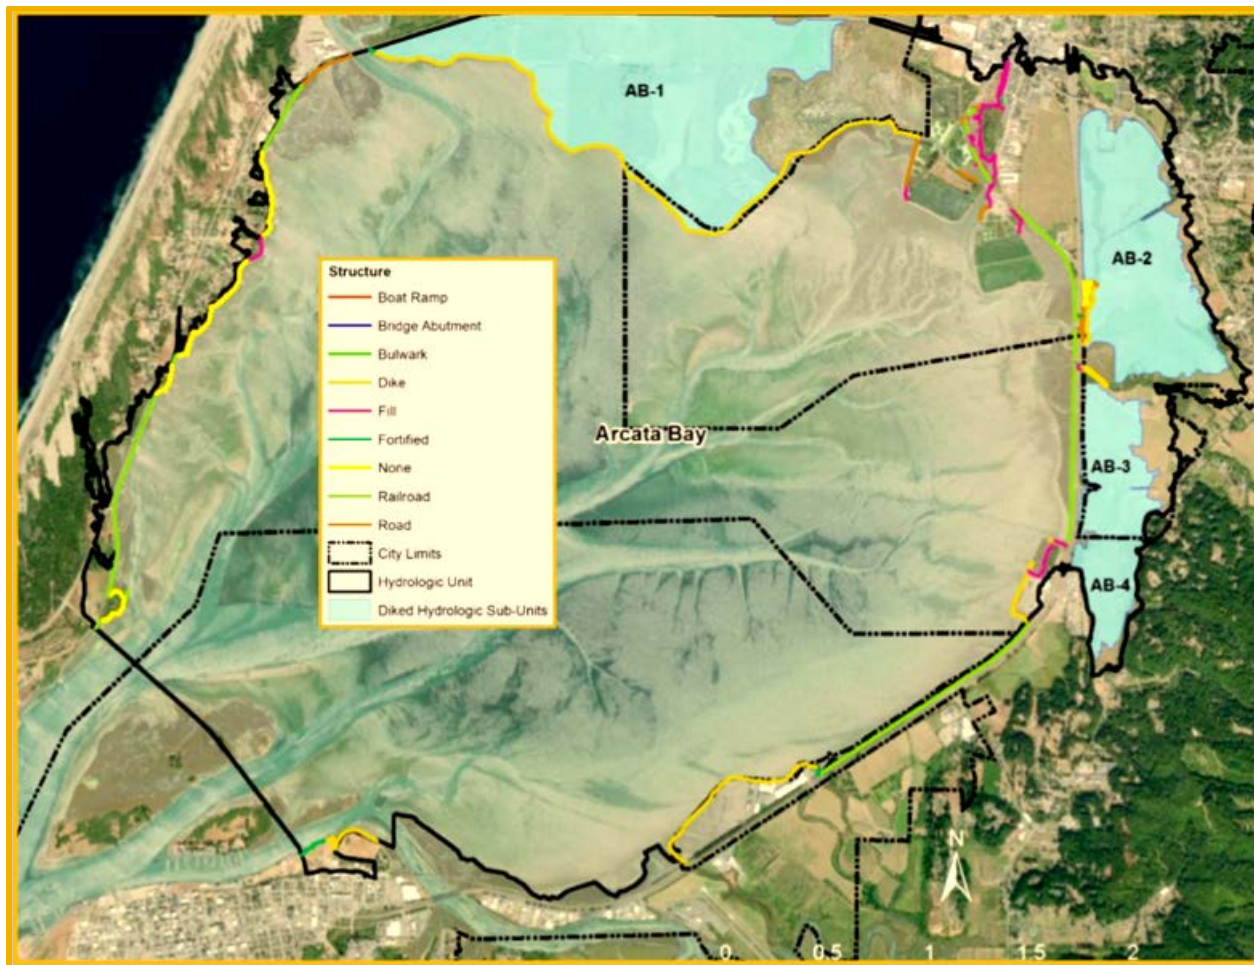 AB-1
AB-2
Structure
Boat Ramp
Bridge Abutment
Bulwark
Dike
Fill
Fortified
None
Railroad
Road
City Limits
Hydrologic Unit
Diked Hydrologic Sub-Units
Arcata Bay
AB-3
AB-4
N
0 0.5 1 1.5 2